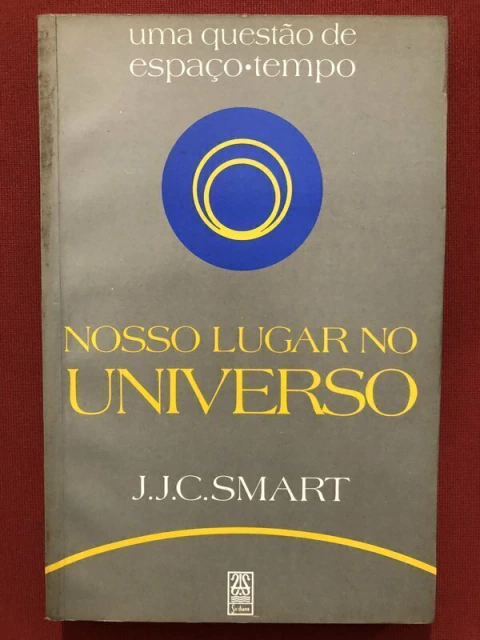 uma questão de
espaço•tempo
NOSSO LUGAR NO
UNIVERSO
J.J.C.SMART